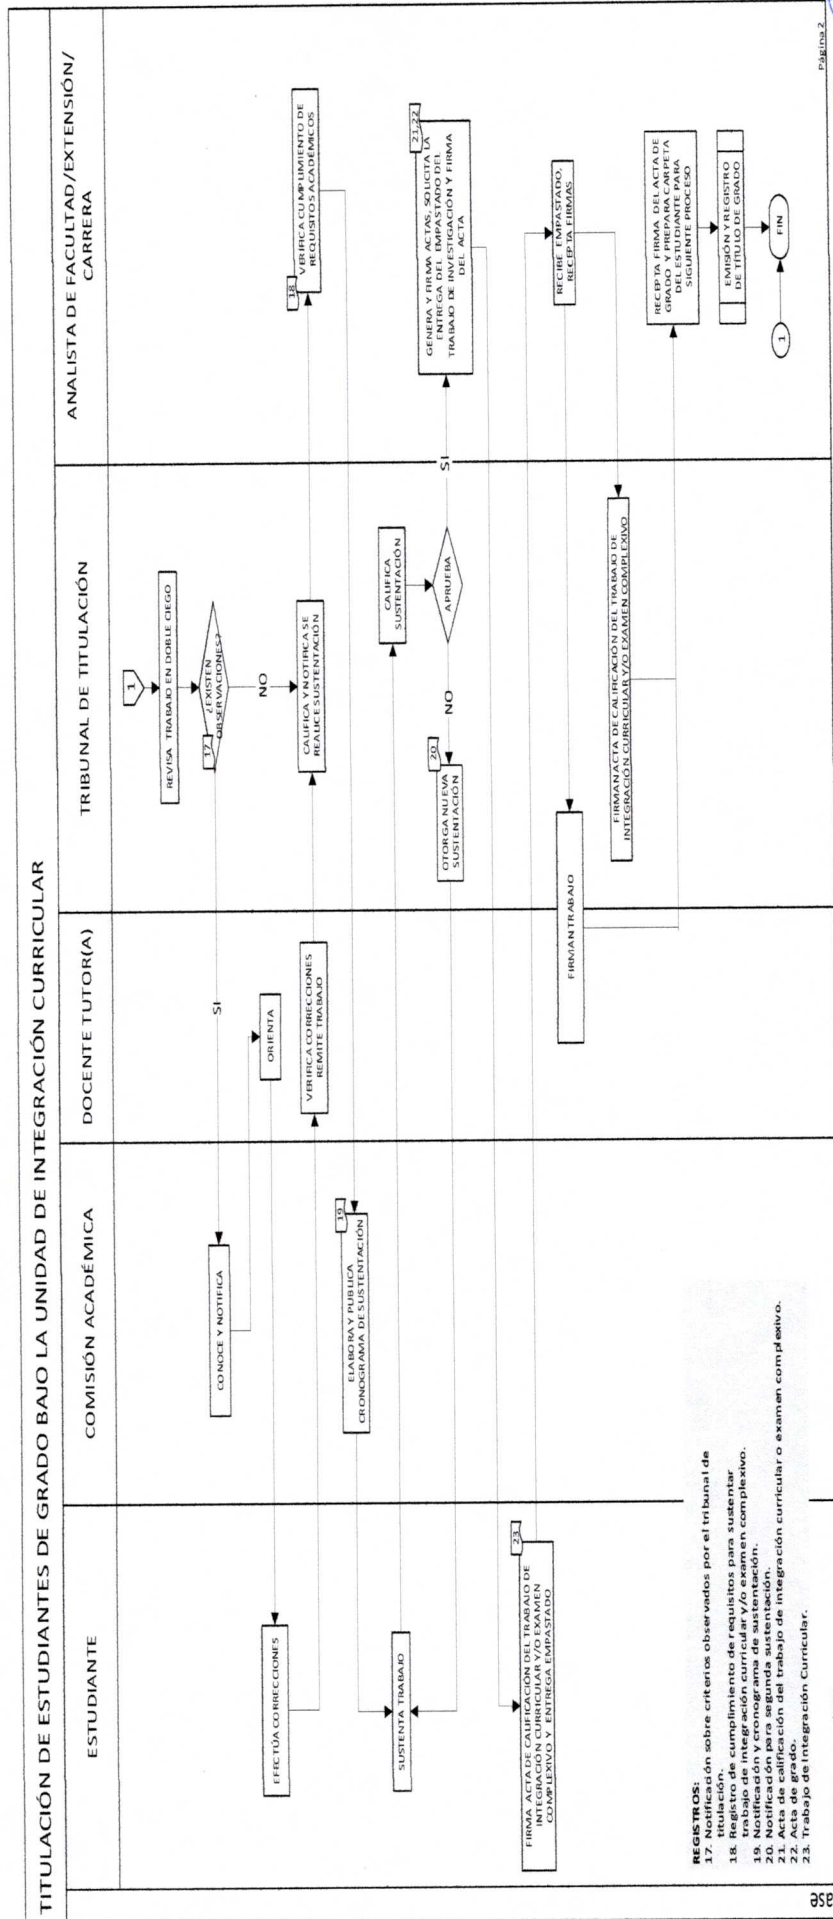 TITULACIÓN DE ESTUDIANTES DE GRADO BAJO LA UNIDAD DE INTEGRACIÓN CURRICULAR
ESTUDIANTE
COMISIÓN ACADÉMICA
DOCENTE TUTOR(A)
TRIBUNAL DE TITULACIÓN
ANALISTA DE FACULTAD/EXTENSIÓN/
CARRERA
1
REVISA TRABAJO EN DOBLE CIEGO
17
¿EXISTEN
OBSERVACIONES?
SI
NO
CONOCE Y NOTIFICA
ORIENTA
EFECTÚA CORRECCIONES
VERIFICA CORRECCIONES
REMITE TRABAJO
CALIFICA Y NOTIFICA SE
REALICE SUSTENTACIÓN
18
VERIFICA CUMPLIMIENTO DE
REQUISITOS ACADÉMICOS
19
ELABORA Y PUBLICA
CRONOGRAMA DE SUSTENTACIÓN
SUSTENTA TRABAJO
CALIFICA
SUSTENTACIÓN
APRUEBA
NO
SI
20
OTORGA NUEVA
SUSTENTACIÓN
21,22
GENERA Y FIRMA ACTAS, SOLICITA LA
ENTREGA DEL EMPASTADO DEL
TRABAJO DE INVESTIGACIÓN Y FIRMA
DEL ACTA
23
FIRMA ACTA DE CALIFICACIÓN DEL TRABAJO DE
INTEGRACIÓN CURRICULAR Y/O EXAMEN
COMPLEXIVO Y ENTREGA EMPASTADO
RECIBE EMPASTADO,
RECEPTA FIRMAS
FIRMAN TRABAJO
FIRMAN ACTA DE CALIFICACIÓN DEL TRABAJO DE
INTEGRACIÓN CURRICULAR Y/O EXAMEN COMPLEXIVO
RECEPTA FIRMA DEL ACTA DE
GRADO Y PREPARA CARPETA
DEL ESTUDIANTE PARA
SIGUIENTE PROCESO
EMISIÓN Y REGISTRO
DE TÍTULO DE GRADO
1
FIN
REGISTROS:
17. Notificación sobre criterios observados por el tribunal de
titulación.
18. Registro de cumplimiento de requisitos para sustentar
trabajo de integración curricular y/o examen complexivo.
19. Notificación y cronograma de sustentación.
20. Notificación para segunda sustentación.
21. Acta de calificación del trabajo de integración curricular o examen complexivo.
22. Acta de grado.
23. Trabajo de Integración Curricular.
ase
Página 2